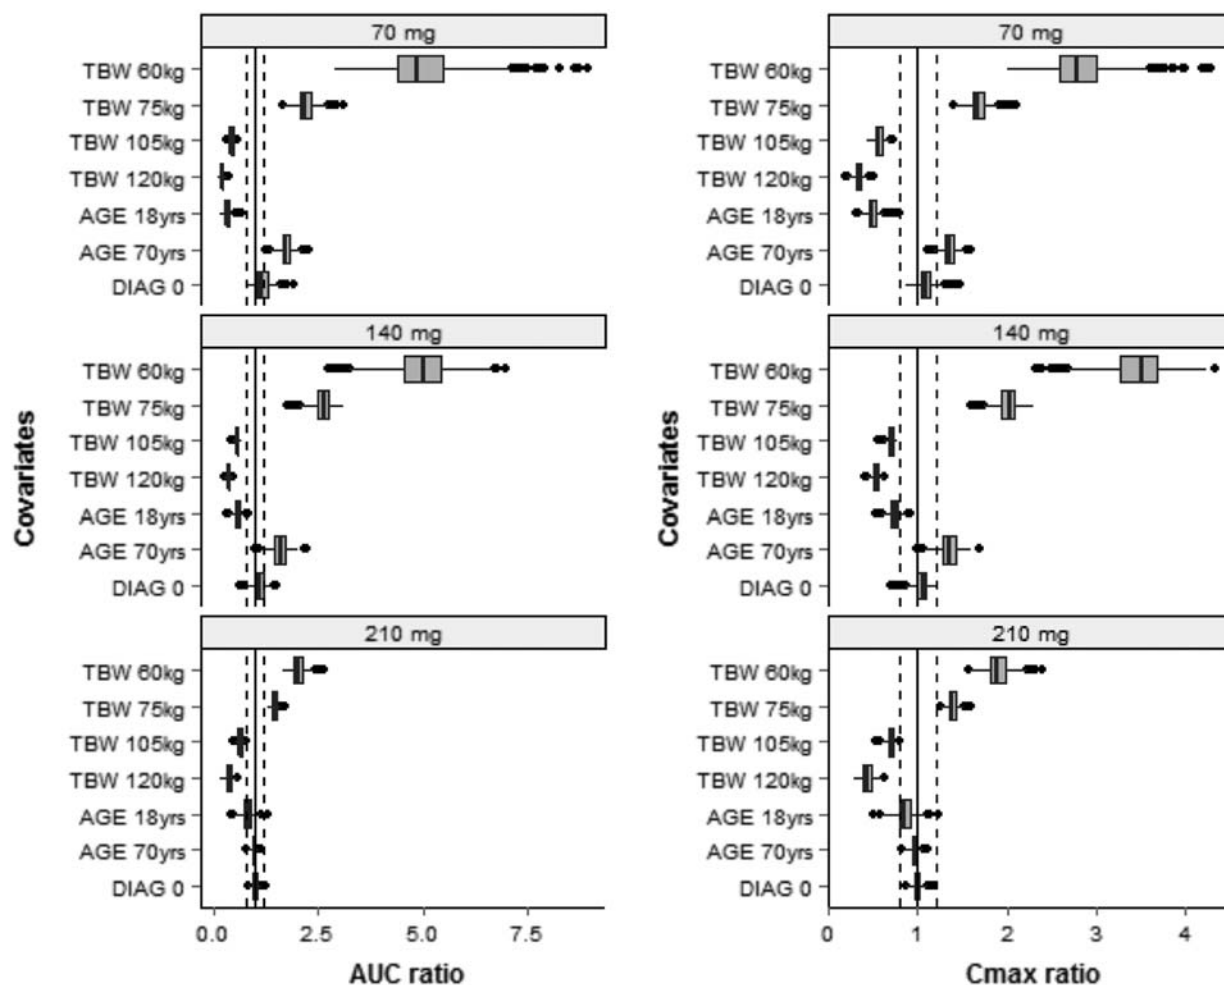 70 mg
TBW 60kg
TBW 75kg
TBW 105kg
TBW 120kg
AGE 18yrs
AGE 70yrs
DIAG 0
140 mg
TBW 60kg
TBW 75kg
TBW 105kg
TBW 120kg
AGE 18yrs
AGE 70yrs
DIAG 0
210 mg
TBW 60kg
TBW 75kg
TBW 105kg
TBW 120kg
AGE 18yrs
AGE 70yrs
DIAG 0
Covariates
0.0 2.5 5.0 7.5
AUC ratio
70 mg
TBW 60kg
TBW 75kg
TBW 105kg
TBW 120kg
AGE 18yrs
AGE 70yrs
DIAG 0
140 mg
TBW 60kg
TBW 75kg
TBW 105kg
TBW 120kg
AGE 18yrs
AGE 70yrs
DIAG 0
210 mg
TBW 60kg
TBW 75kg
TBW 105kg
TBW 120kg
AGE 18yrs
AGE 70yrs
DIAG 0
Covariates
0 1 2 3 4
Cmax ratio